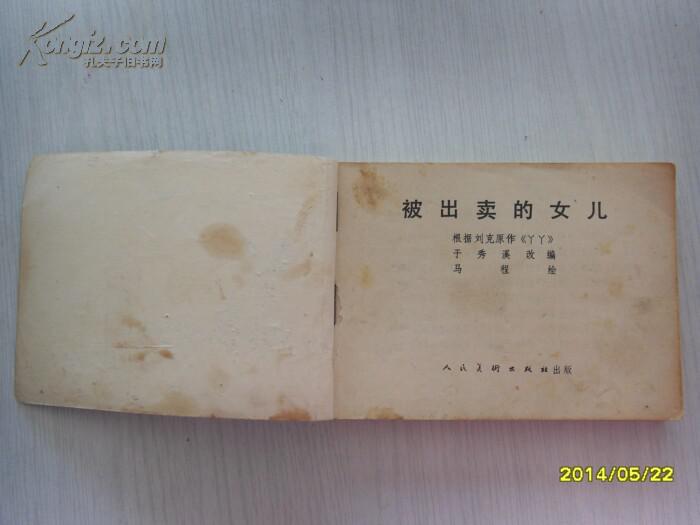 Kongfz.com
孔夫子旧书网
被出卖的女儿
根据刘克原作《丫丫》
于秀溪改编
马程绘
人民美术出版社出版
2014/05/22